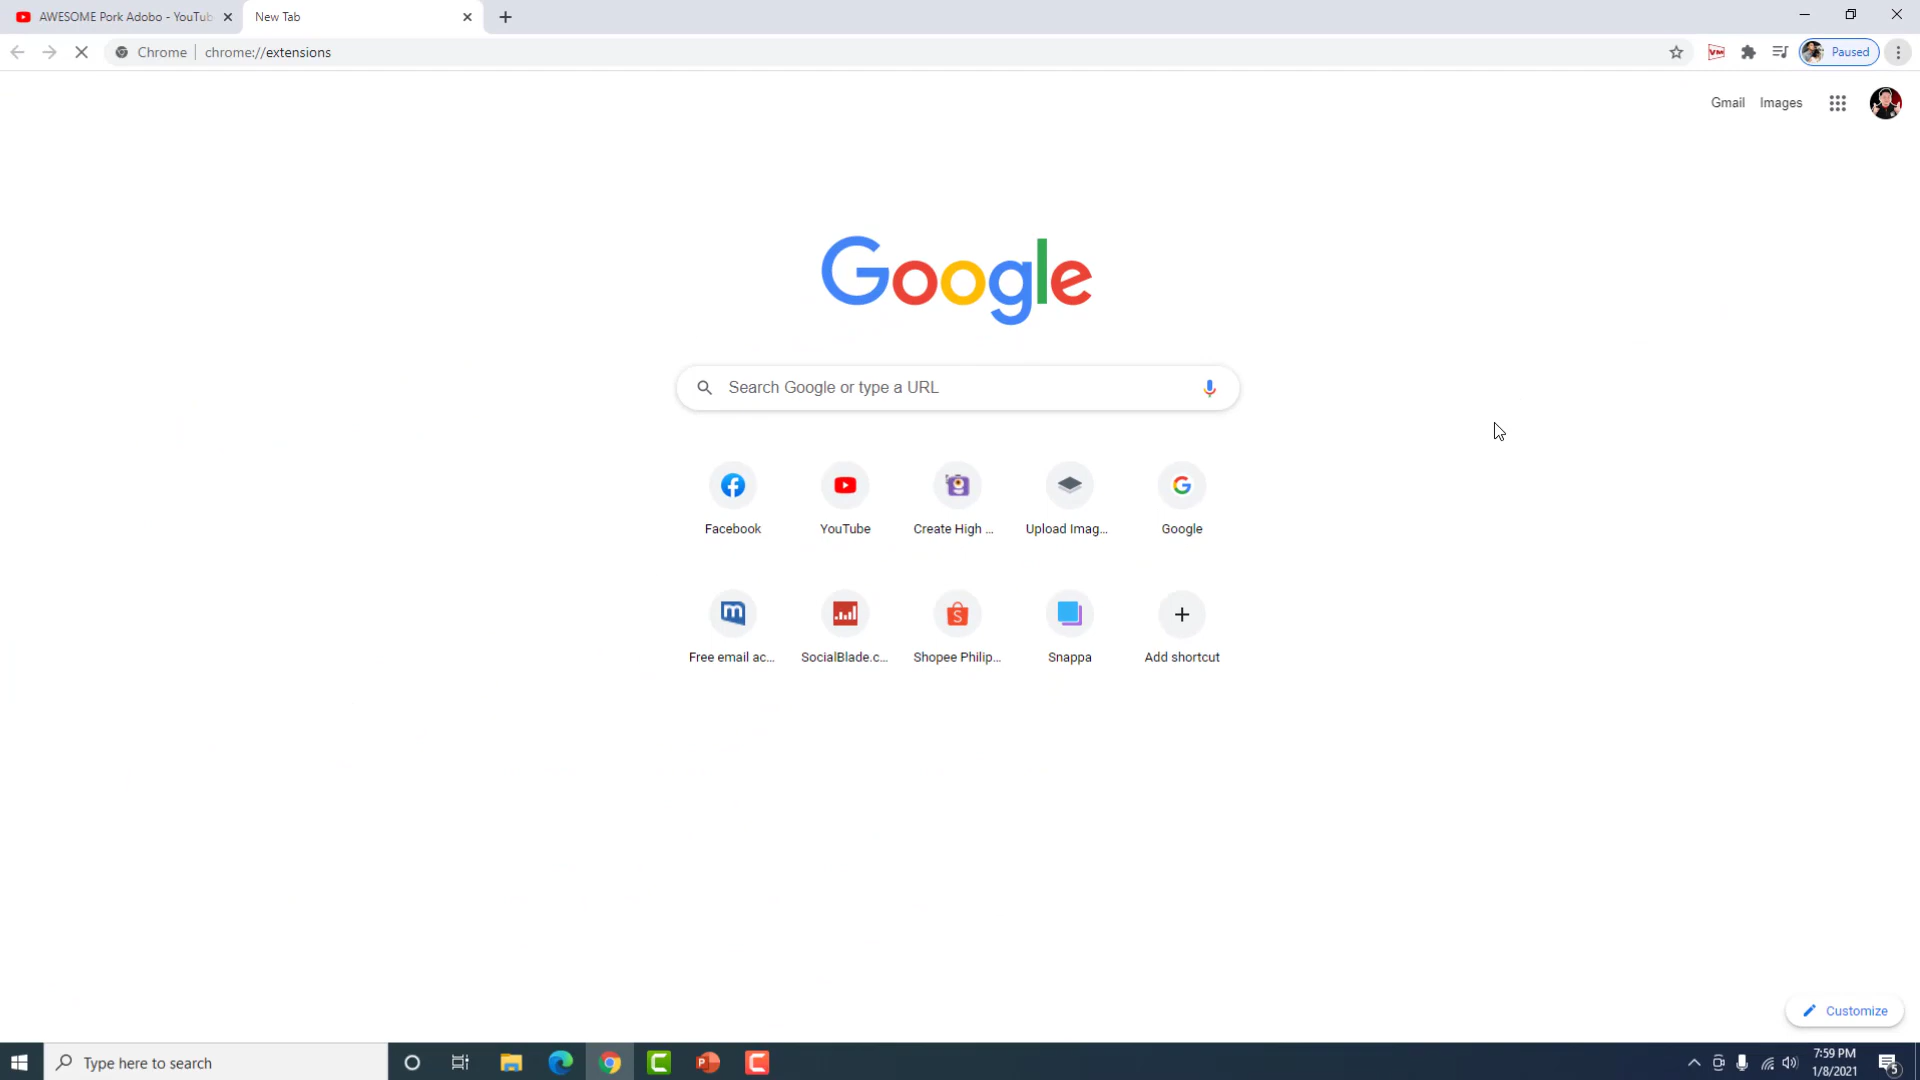 AWESOME Pork Adobo - YouTub
New Tab
Chrome
chrome://extensions
VM
Paused
Gmail
Images
Google
Search Google or type a URL
Facebook
YouTube
Create High ...
Upload Imag...
Google
Free email ac...
SocialBlade.c...
Shopee Philip...
Snappa
Add shortcut
Customize
Type here to search
7:59 PM
1/8/2021
5